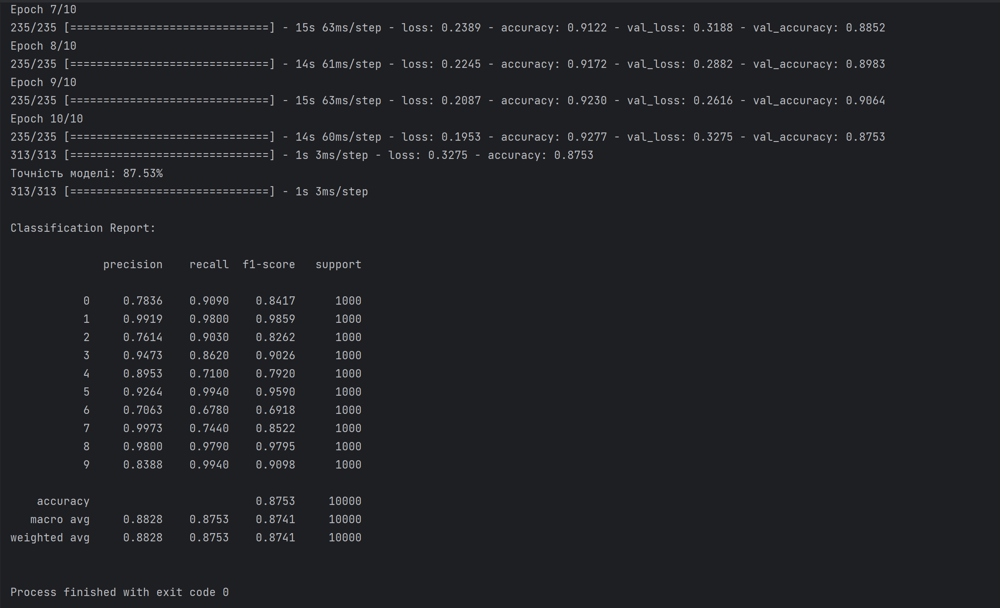 Epoch 7/10
235/235 [==============================] - 15s 63ms/step - loss: 0.2389 - accuracy: 0.9122 - val_loss: 0.3188 - val_accuracy: 0.8852
Epoch 8/10
235/235 [==============================] - 14s 61ms/step - loss: 0.2245 - accuracy: 0.9172 - val_loss: 0.2882 - val_accuracy: 0.8983
Epoch 9/10
235/235 [==============================] - 15s 63ms/step - loss: 0.2087 - accuracy: 0.9230 - val_loss: 0.2616 - val_accuracy: 0.9064
Epoch 10/10
235/235 [==============================] - 14s 60ms/step - loss: 0.1953 - accuracy: 0.9277 - val_loss: 0.3275 - val_accuracy: 0.8753
313/313 [==============================] - 1s 3ms/step - loss: 0.3275 - accuracy: 0.8753
Точність моделі: 87.53%
313/313 [==============================] - 1s 3ms/step
Classification Report:
precision    recall  f1-score   support
0     0.7836    0.9090    0.8417      1000
1     0.9919    0.9800    0.9859      1000
2     0.7614    0.9030    0.8262      1000
3     0.9473    0.8620    0.9026      1000
4     0.8953    0.7100    0.7920      1000
5     0.9264    0.9940    0.9590      1000
6     0.7063    0.6780    0.6918      1000
7     0.9973    0.7440    0.8522      1000
8     0.9800    0.9790    0.9795      1000
9     0.8388    0.9940    0.9098      1000
accuracy                         0.8753     10000
macro avg     0.8828    0.8753    0.8741     10000
weighted avg     0.8828    0.8753    0.8741     10000
Process finished with exit code 0